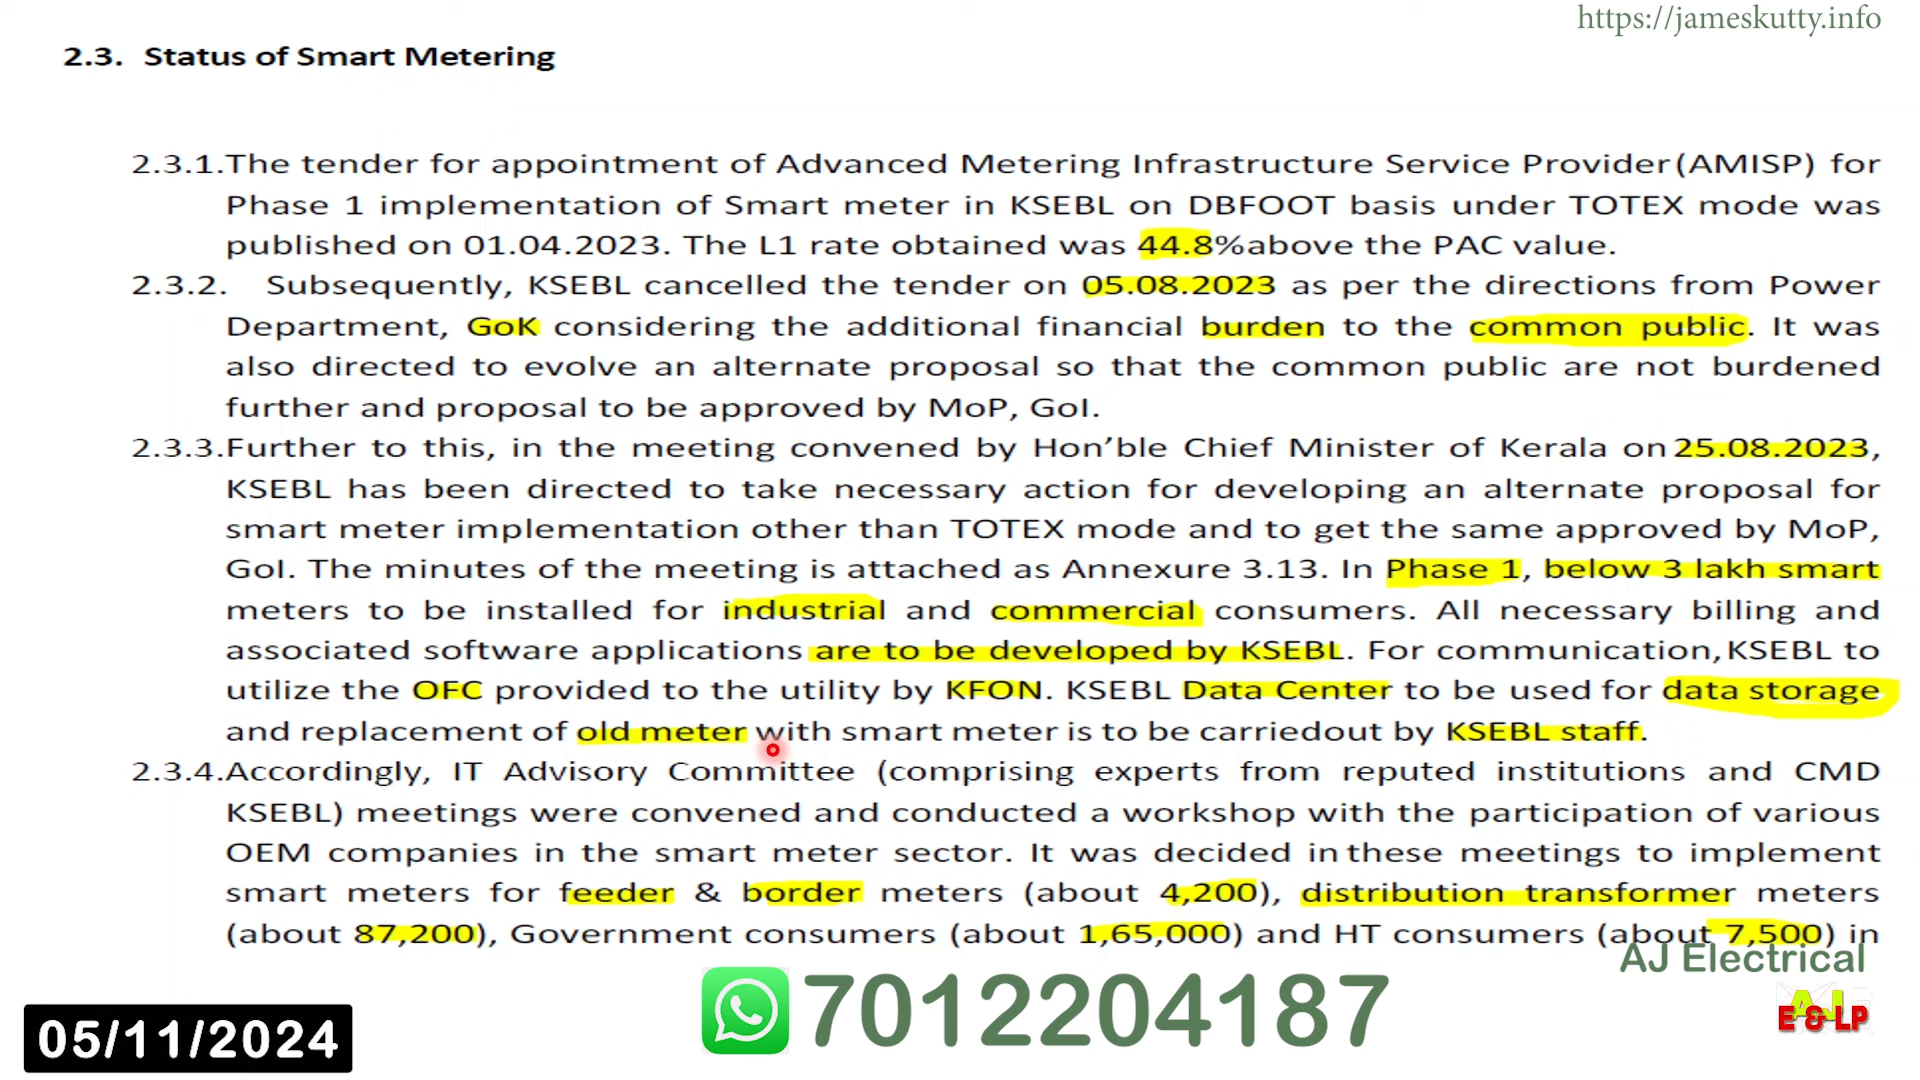 https://jameskutty.info
2.3. Status of Smart Metering
2.3.1.The tender for appointment of Advanced Metering Infrastructure Service Provider(AMISP) for
Phase 1 implementation of Smart meter in KSEBL on DBFOOT basis under TOTEX mode was
published on 01.04.2023. The L1 rate obtained was 44.8%above the PAC value.
2.3.2. Subsequently, KSEBL cancelled the tender on 05.08.2023 as per the directions from Power
Department, GoK considering the additional financial burden to the common public. It was
also directed to evolve an alternate proposal so that the common public are not burdened
further and proposal to be approved by MoP, GoI.
2.3.3.Further to this, in the meeting convened by Hon’ble Chief Minister of Kerala on 25.08.2023,
KSEBL has been directed to take necessary action for developing an alternate proposal for
smart meter implementation other than TOTEX mode and to get the same approved by MoP,
GoI. The minutes of the meeting is attached as Annexure 3.13. In Phase 1, below 3 lakh smart
meters to be installed for industrial and commercial consumers. All necessary billing and
associated software applications are to be developed by KSEBL. For communication,KSEBL to
utilize the OFC provided to the utility by KFON. KSEBL Data Center to be used for data storage
and replacement of old meter with smart meter is to be carriedout by KSEBL staff.
2.3.4.Accordingly, IT Advisory Committee (comprising experts from reputed institutions and CMD
KSEBL) meetings were convened and conducted a workshop with the participation of various
OEM companies in the smart meter sector. It was decided in these meetings to implement
smart meters for feeder & border meters (about 4,200), distribution transformer meters
(about 87,200), Government consumers (about 1,65,000) and HT consumers (about 7,500) in
AJ Electrical
7012204187
AJ
E & LP
05/11/2024